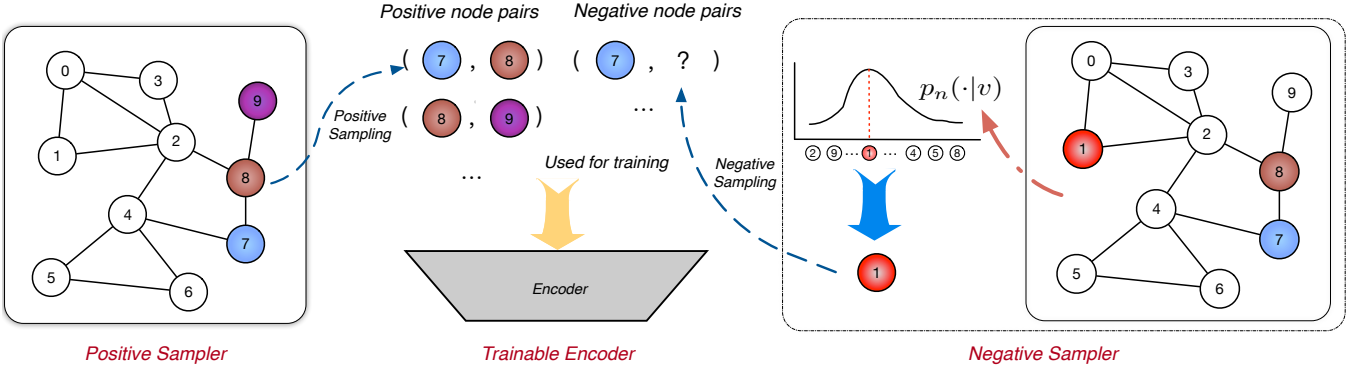 Positive node pairs
Negative node pairs
( 7 , 8 )
( 7 , ? )
( 8 , 9 )
...
...
0
3
9
1
2
8
4
7
5
6
Positive
Sampling
Used for training
Encoder
Negative
Sampling
pₙ(·|v)
2 9 ... 1 ... 4 5 8
1
0
3
9
1
2
8
4
7
5
6
Positive Sampler
Trainable Encoder
Negative Sampler